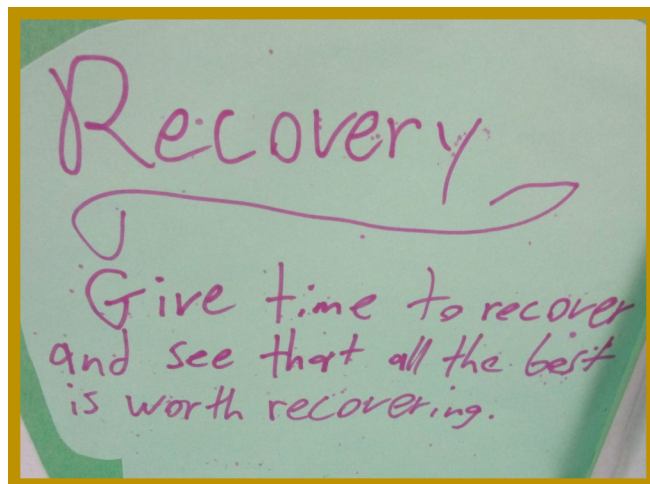 Recovery
Give time to recover
and see that all the best
is worth recovering.